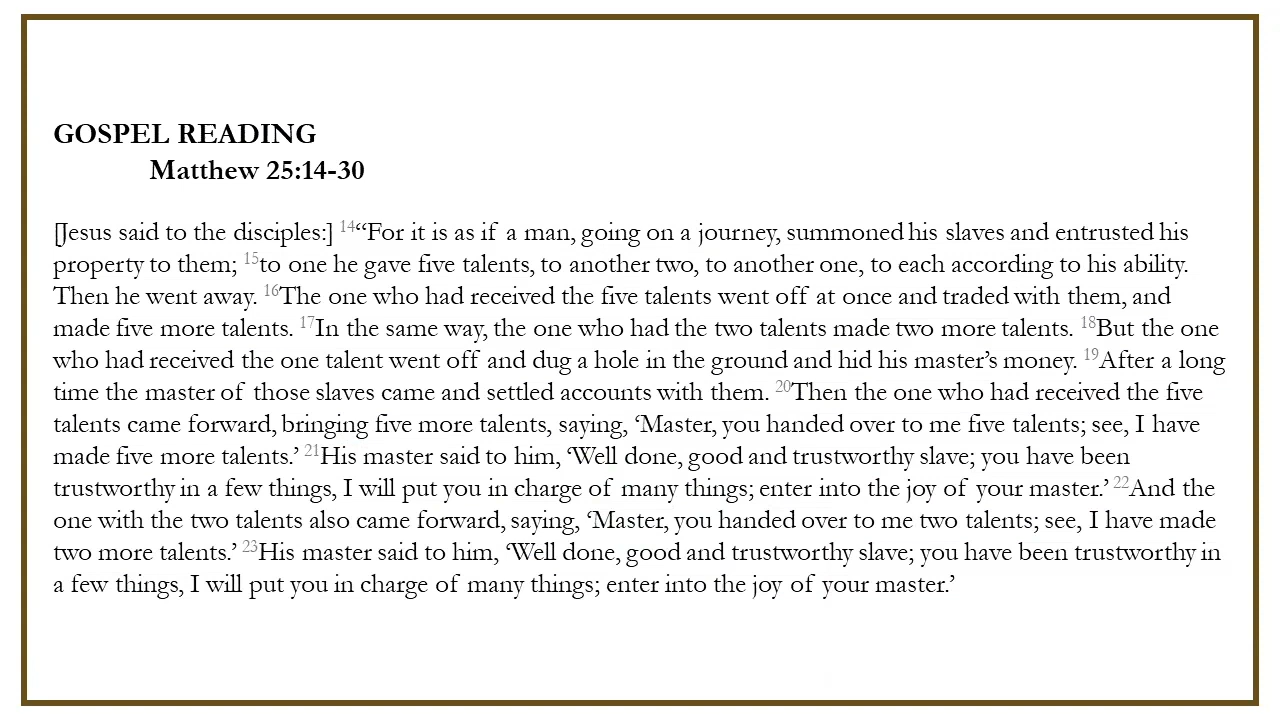 GOSPEL READING
Matthew 25:14-30
[Jesus said to the disciples:] 14“For it is as if a man, going on a journey, summoned his slaves and entrusted his
property to them; 15to one he gave five talents, to another two, to another one, to each according to his ability.
Then he went away. 16The one who had received the five talents went off at once and traded with them, and
made five more talents. 17In the same way, the one who had the two talents made two more talents. 18But the one
who had received the one talent went off and dug a hole in the ground and hid his master’s money. 19After a long
time the master of those slaves came and settled accounts with them. 20Then the one who had received the five
talents came forward, bringing five more talents, saying, ‘Master, you handed over to me five talents; see, I have
made five more talents.’ 21His master said to him, ‘Well done, good and trustworthy slave; you have been
trustworthy in a few things, I will put you in charge of many things; enter into the joy of your master.’ 22And the
one with the two talents also came forward, saying, ‘Master, you handed over to me two talents; see, I have made
two more talents.’ 23His master said to him, ‘Well done, good and trustworthy slave; you have been trustworthy in
a few things, I will put you in charge of many things; enter into the joy of your master.’